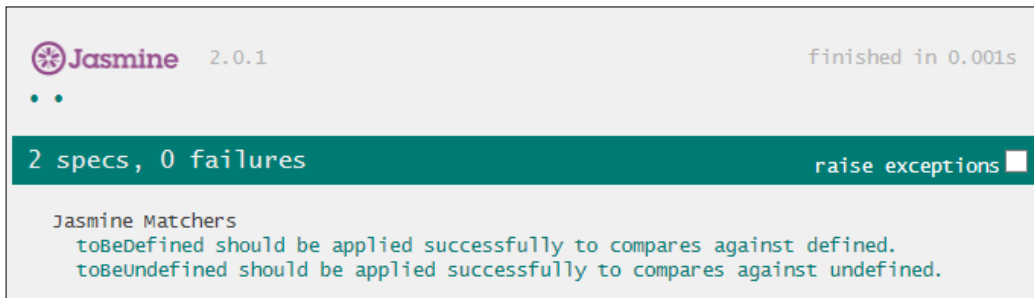 Jasmine 2.0.1 finished in 0.001s
2 specs, 0 failures raise exceptions
Jasmine Matchers
toBeDefined should be applied successfully to compares against defined.
toBeUndefined should be applied successfully to compares against undefined.